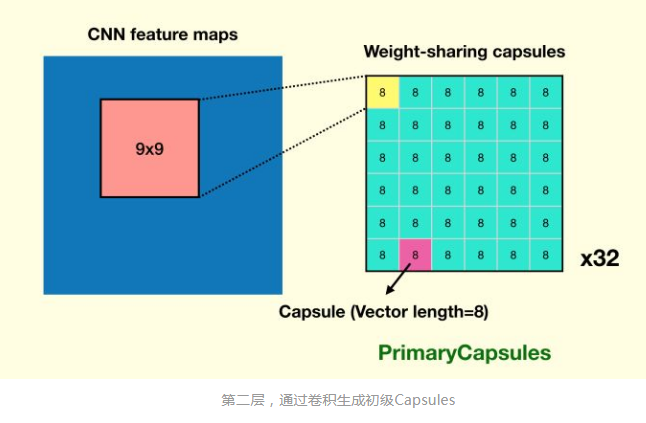 CNN feature maps
Weight-sharing capsules
9x9
8 8 8 8 8 8
8 8 8 8 8 8
8 8 8 8 8 8
8 8 8 8 8 8
8 8 8 8 8 8
8 8 8 8 8 8
x32
Capsule (Vector length=8)
PrimaryCapsules
第二层，通过卷积生成初级Capsules